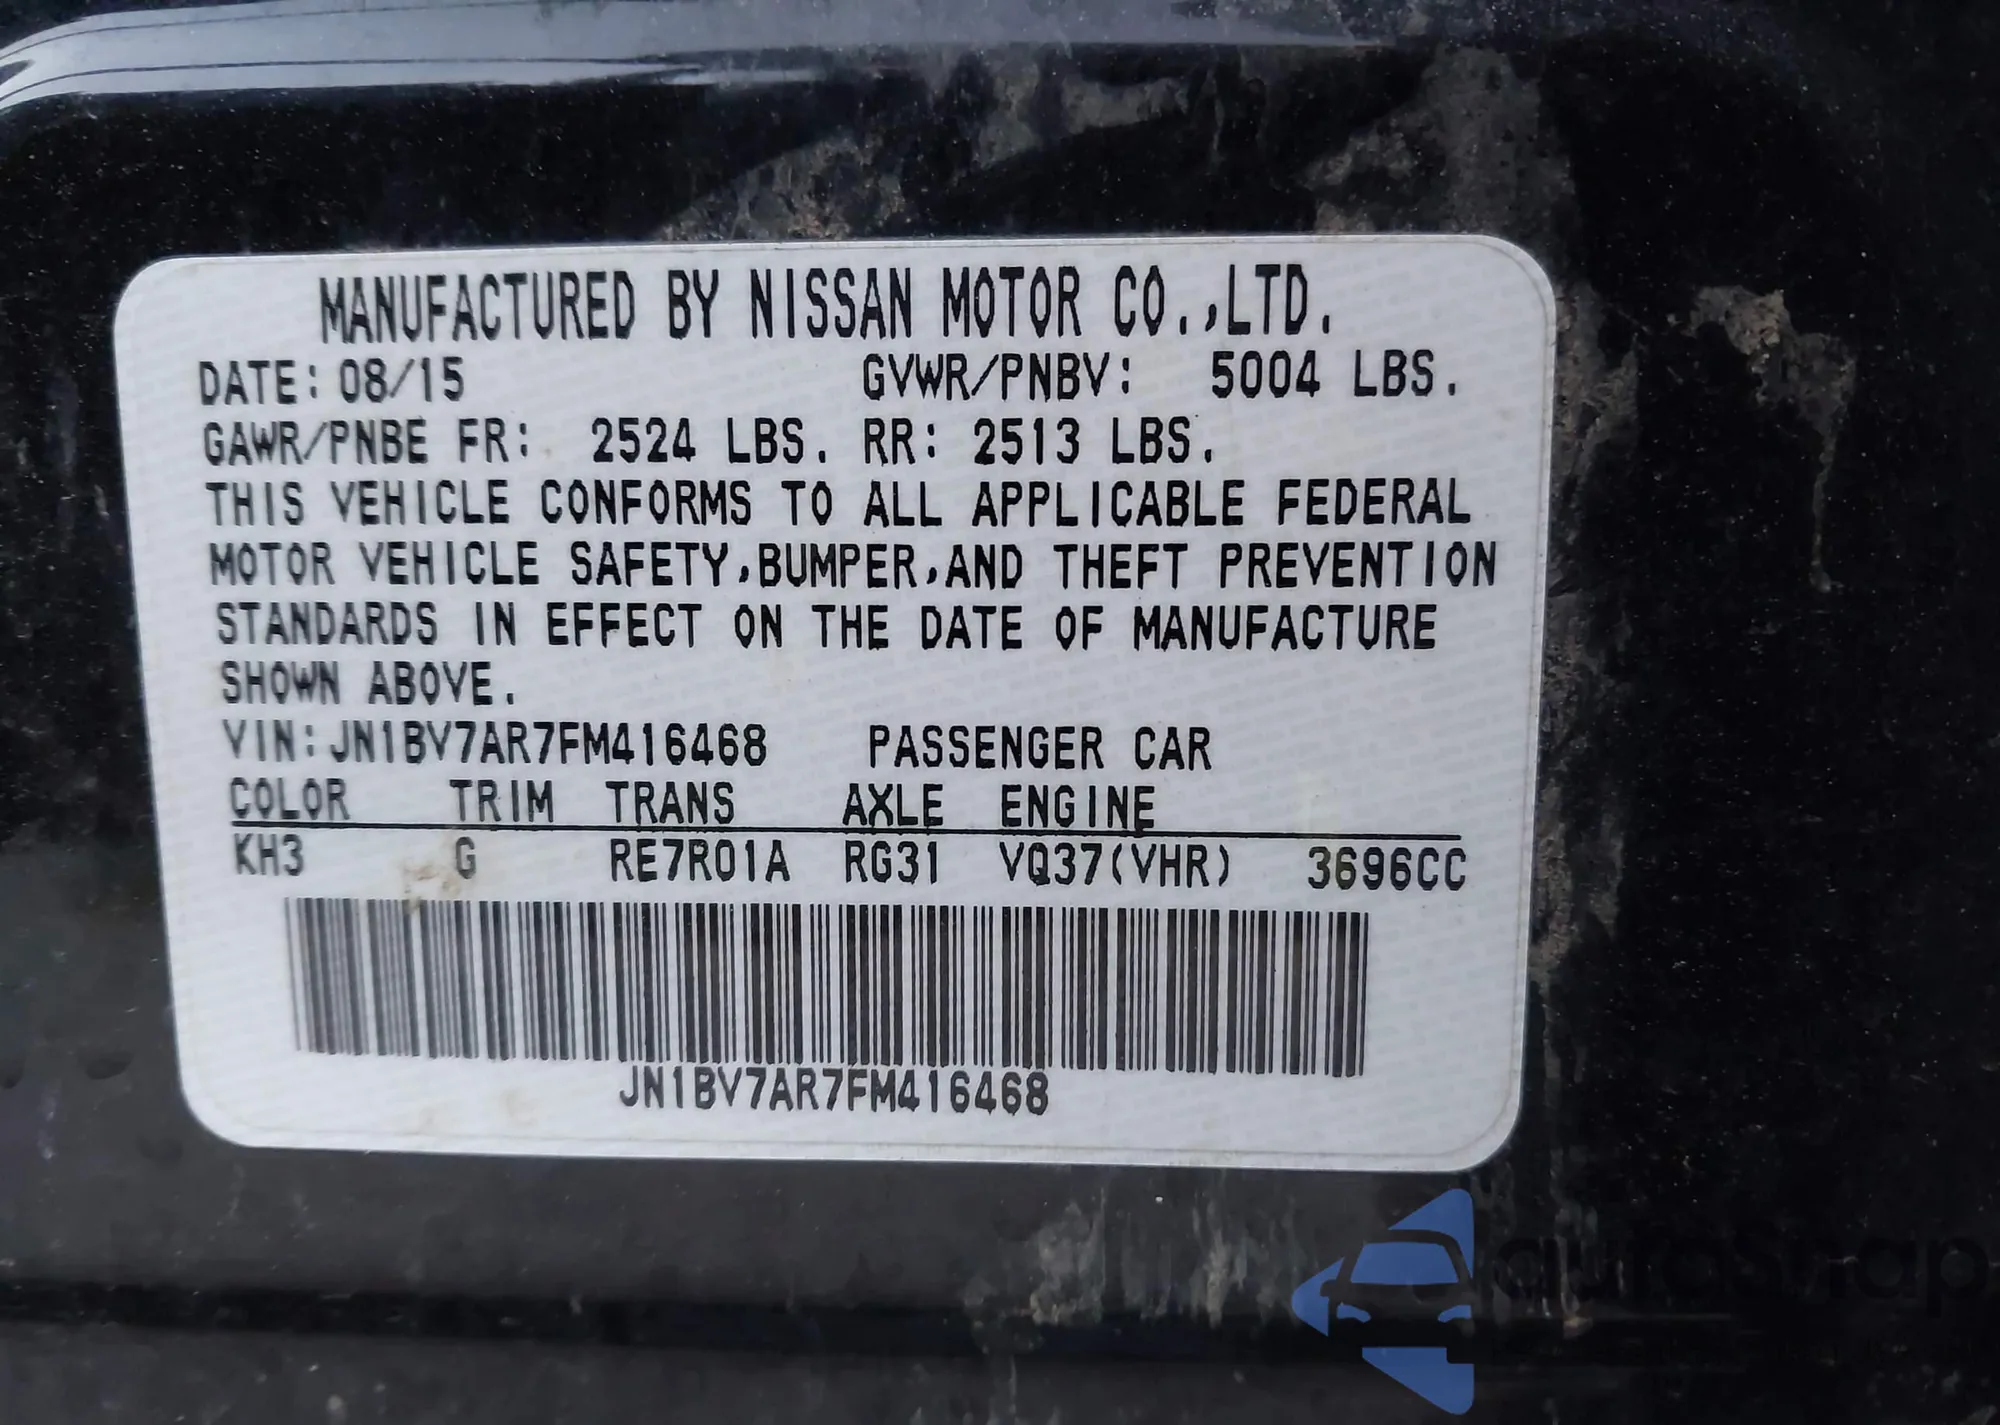 MANUFACTURED BY NISSAN MOTOR CO.,LTD.
DATE: 08/15 GVWR/PNBV: 5004 LBS.
GAWR/PNBE FR: 2524 LBS. RR: 2513 LBS.
THIS VEHICLE CONFORMS TO ALL APPLICABLE FEDERAL
MOTOR VEHICLE SAFETY,BUMPER,AND THEFT PREVENTION
STANDARDS IN EFFECT ON THE DATE OF MANUFACTURE
SHOWN ABOVE.
VIN:JN1BV7AR7FM416468 PASSENGER CAR
COLOR TRIM TRANS AXLE ENGINE
KH3 G RE7R01A RG31 VQ37(VHR) 3696CC
JN1BV7AR7FM416468
autoSnap